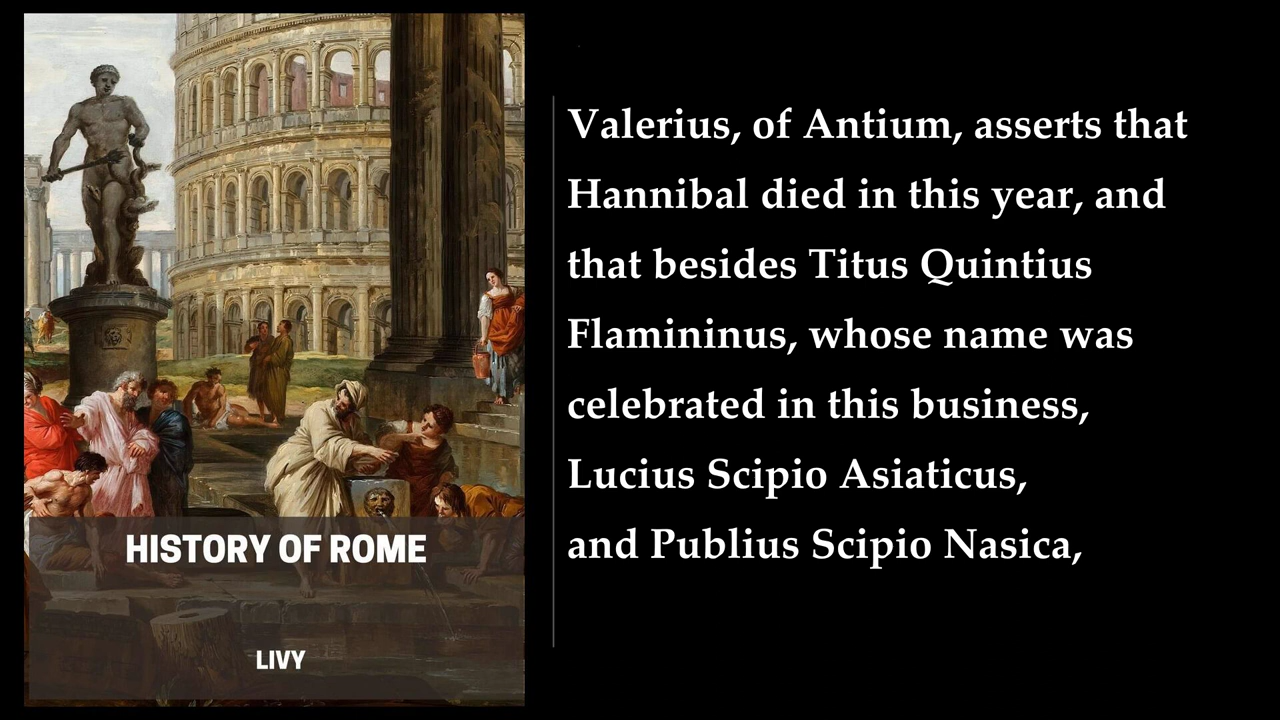 HISTORY OF ROME
LIVY
Valerius, of Antium, asserts that
Hannibal died in this year, and
that besides Titus Quintius
Flamininus, whose name was
celebrated in this business,
Lucius Scipio Asiaticus,
and Publius Scipio Nasica,